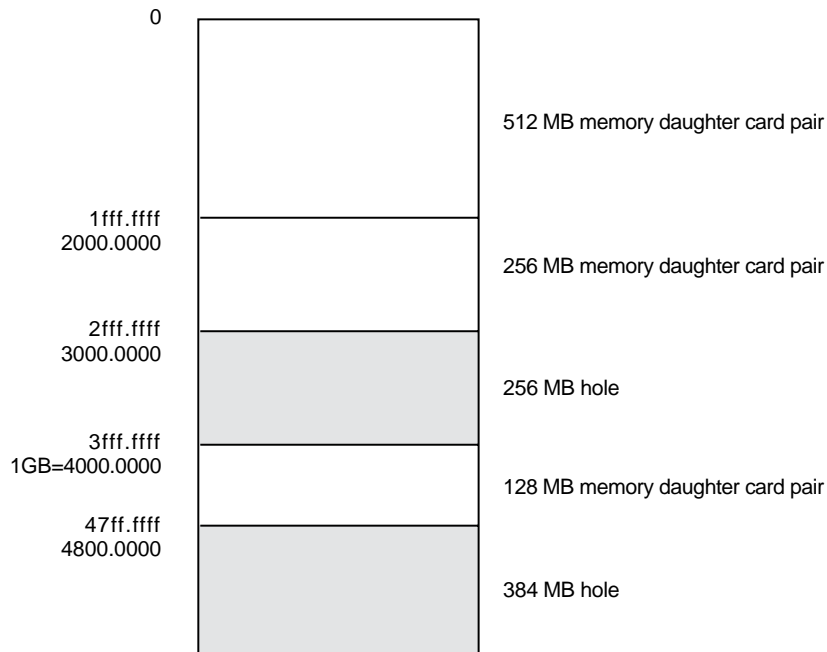 0
512 MB memory daughter card pair
1fff.ffff
2000.0000
256 MB memory daughter card pair
2fff.ffff
3000.0000
256 MB hole
3fff.ffff
1GB=4000.0000
128 MB memory daughter card pair
47ff.ffff
4800.0000
384 MB hole